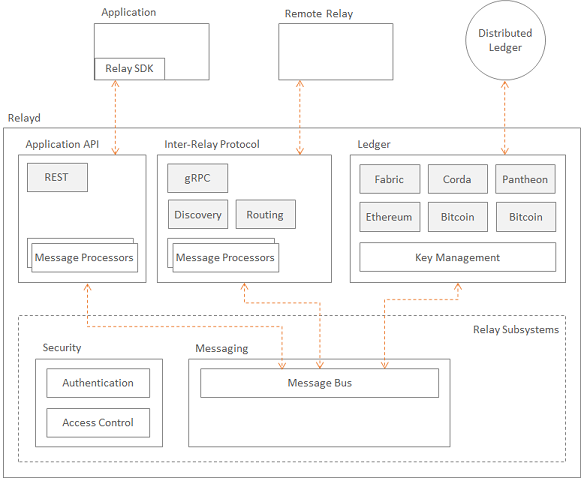 Application
Remote Relay
Distributed
Ledger
Relay SDK
Relayd
Application API
Inter-Relay Protocol
Ledger
REST
gRPC
Fabric
Corda
Pantheon
Discovery
Routing
Ethereum
Bitcoin
Bitcoin
Message Processors
Message Processors
Key Management
Relay Subsystems
Security
Messaging
Authentication
Message Bus
Access Control